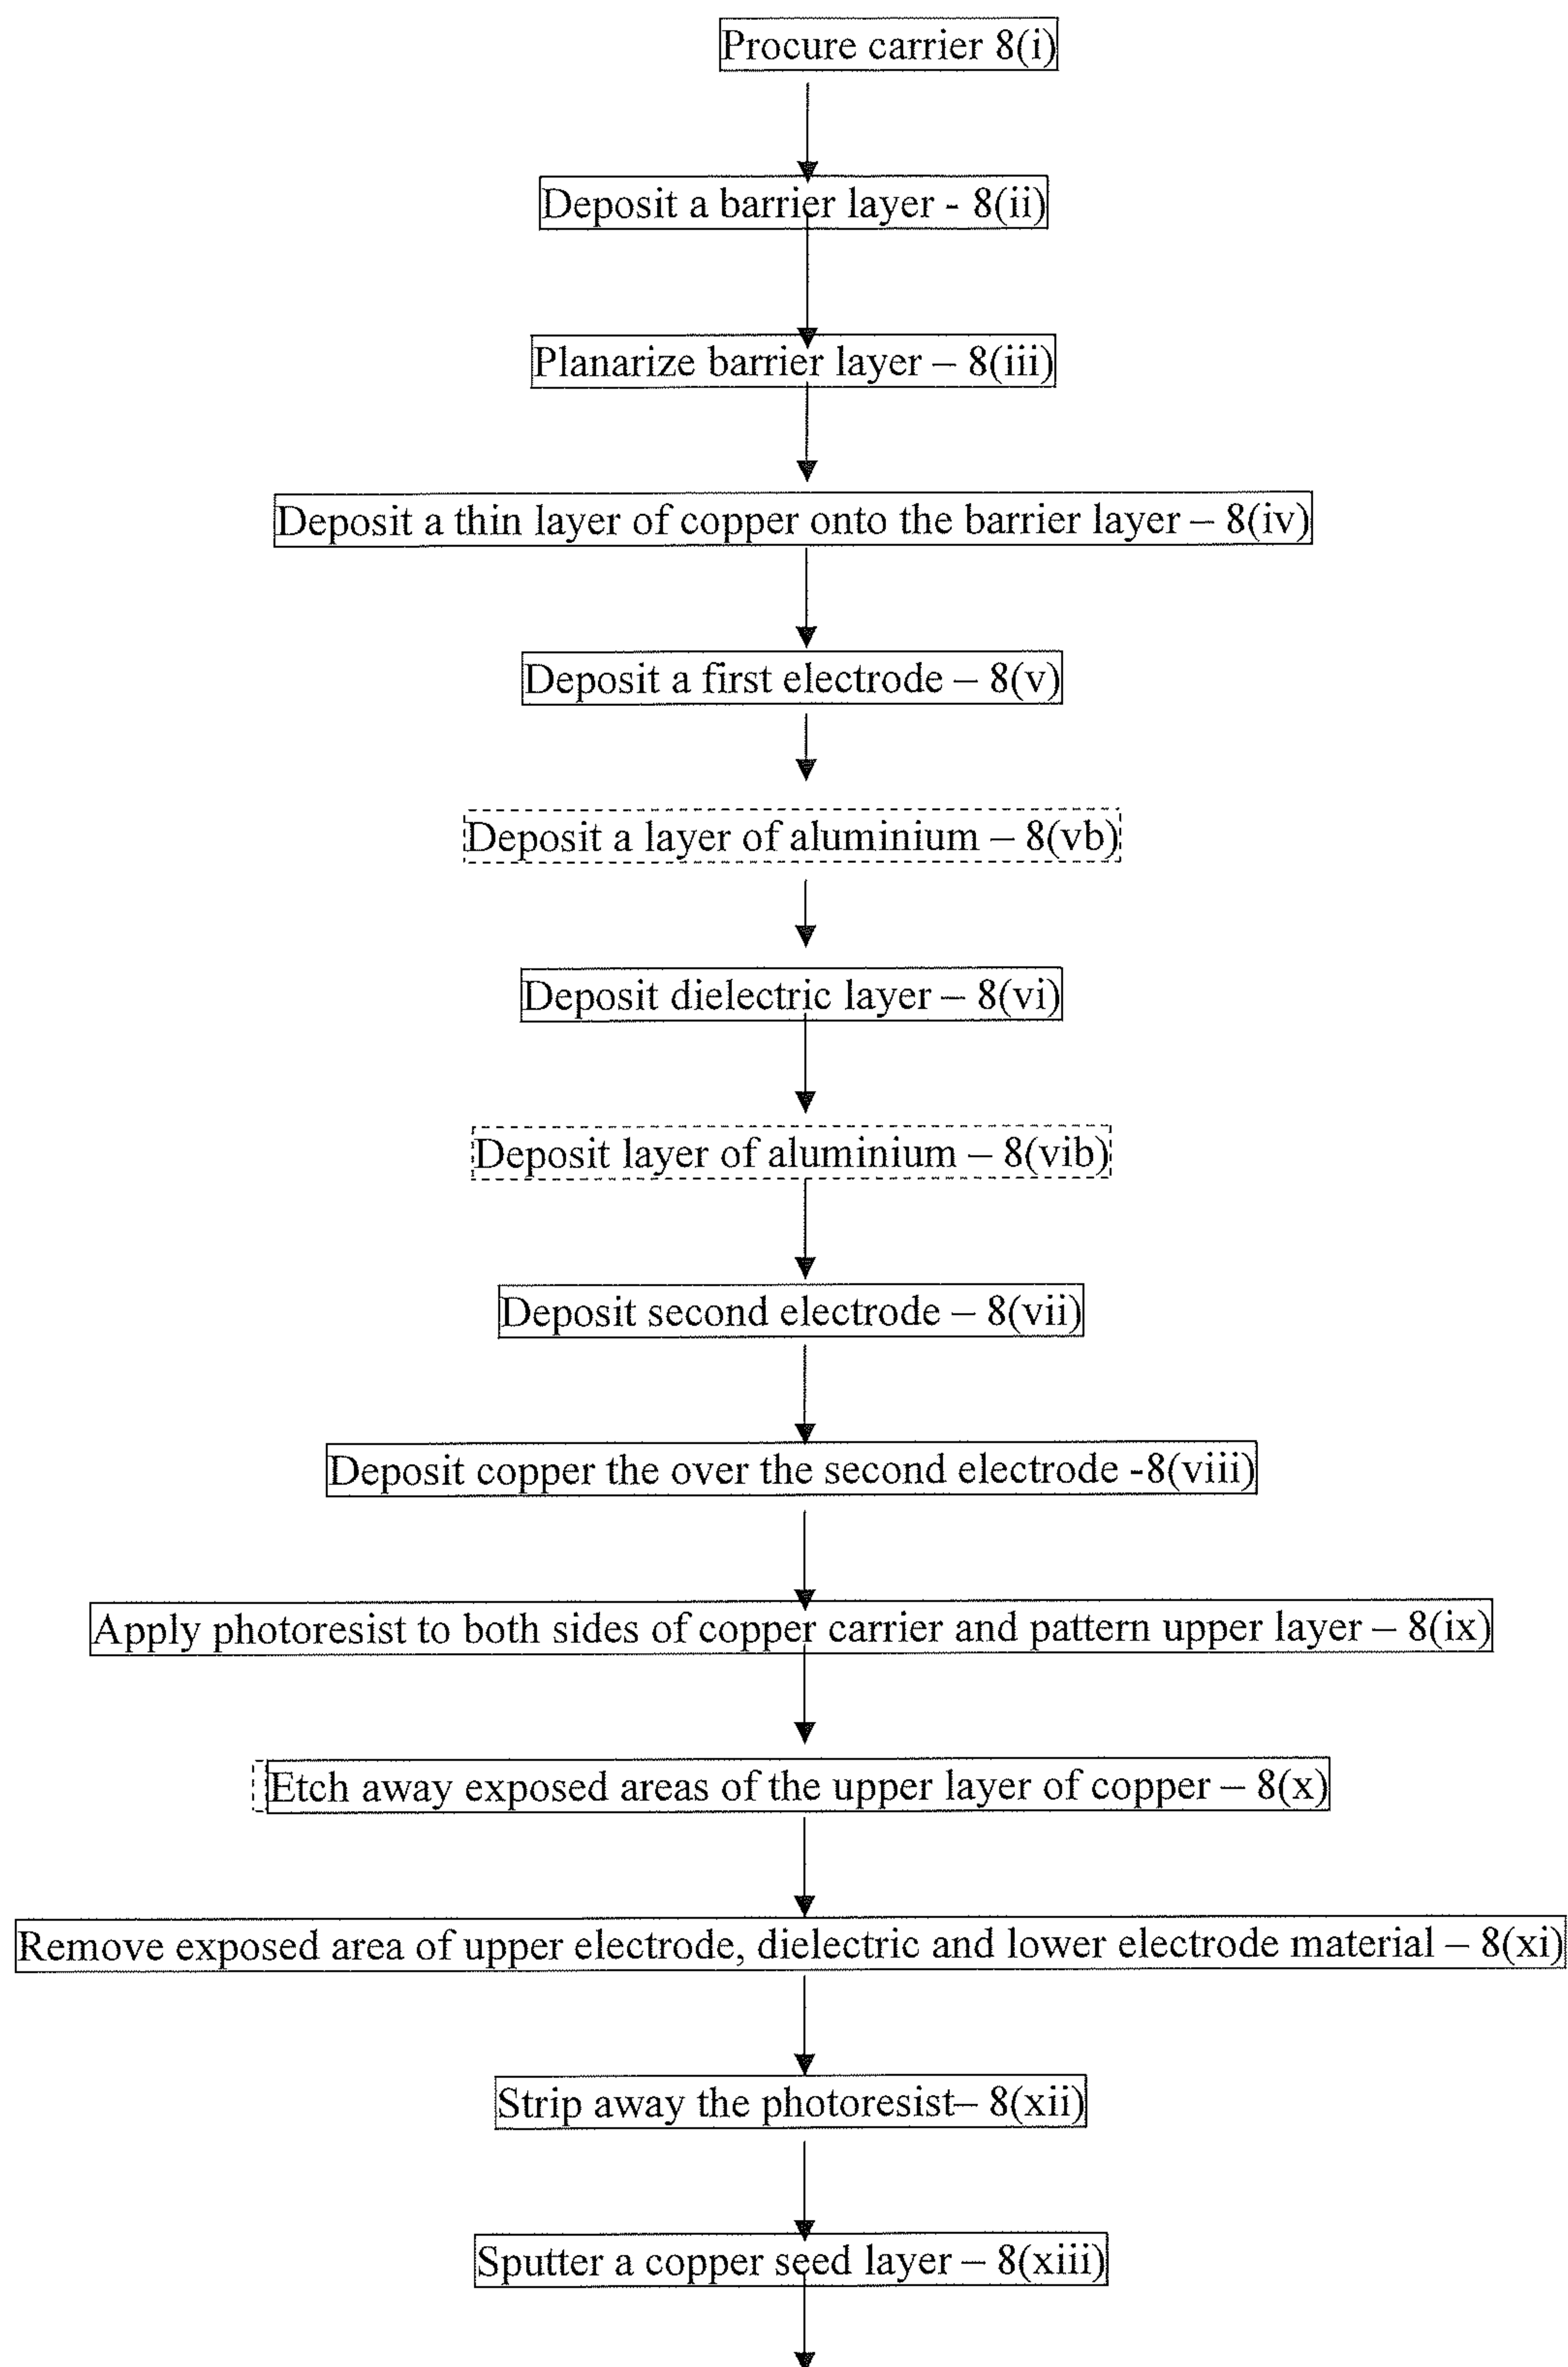 Procure carrier 8(i)
Deposit a barrier layer - 8(ii)
Planarize barrier layer – 8(iii)
Deposit a thin layer of copper onto the barrier layer – 8(iv)
Deposit a first electrode – 8(v)
Deposit a layer of aluminium – 8(vb)
Deposit dielectric layer – 8(vi)
Deposit layer of aluminium – 8(vib)
Deposit second electrode – 8(vii)
Deposit copper the over the second electrode -8(viii)
Apply photoresist to both sides of copper carrier and pattern upper layer – 8(ix)
Etch away exposed areas of the upper layer of copper – 8(x)
Remove exposed area of upper electrode, dielectric and lower electrode material – 8(xi)
Strip away the photoresist– 8(xii)
Sputter a copper seed layer – 8(xiii)